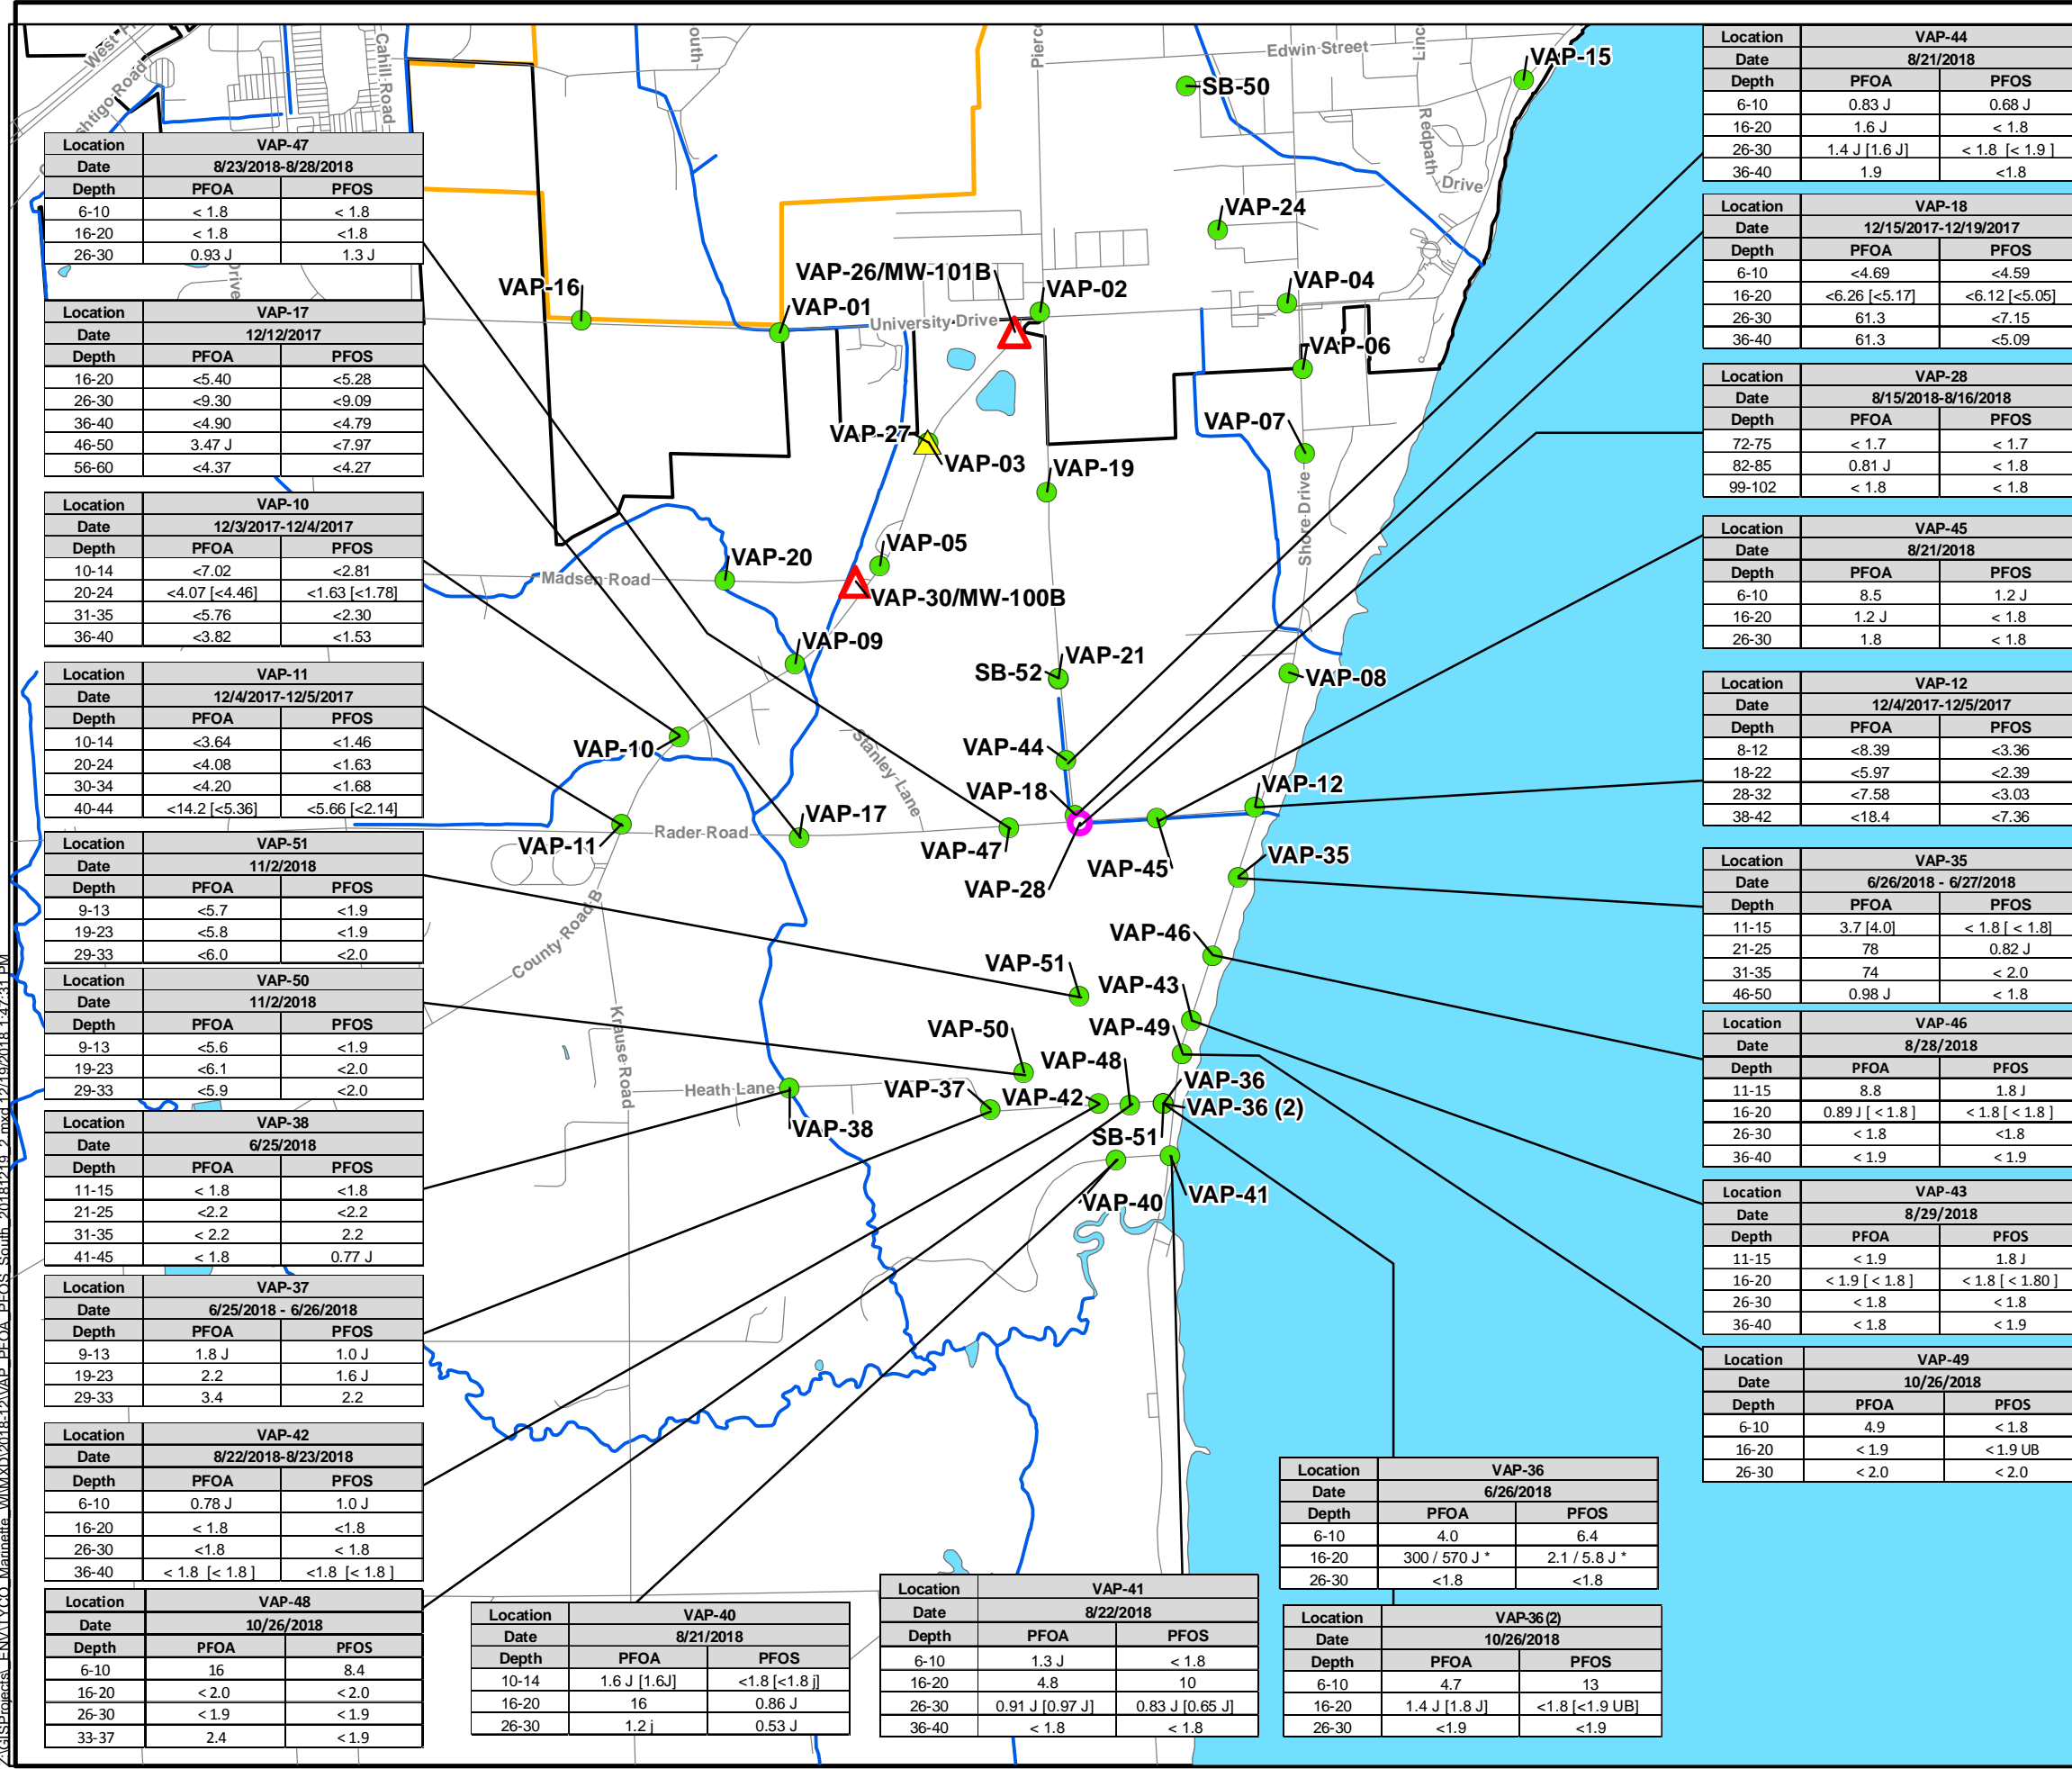 Location VAP-47
Date 8/23/2018-8/28/2018
Depth PFOA PFOS
6-10 < 1.8 < 1.8
16-20 < 1.8 <1.8
26-30 0.93 J 1.3 J
Location VAP-17
Date 12/12/2017
Depth PFOA PFOS
16-20 <5.40 <5.28
26-30 <9.30 <9.09
36-40 <4.90 <4.79
46-50 3.47 J <7.97
56-60 <4.37 <4.27
Location VAP-10
Date 12/3/2017-12/4/2017
Depth PFOA PFOS
10-14 <7.02 <2.81
20-24 <4.07 [<4.46] <1.63 [<1.78]
31-35 <5.76 <2.30
36-40 <3.82 <1.53
Location VAP-11
Date 12/4/2017-12/5/2017
Depth PFOA PFOS
10-14 <3.64 <1.46
20-24 <4.08 <1.63
30-34 <4.20 <1.68
40-44 <14.2 [<5.36] <5.66 [<2.14]
Location VAP-51
Date 11/2/2018
Depth PFOA PFOS
9-13 <5.7 <1.9
19-23 <5.8 <1.9
29-33 <6.0 <2.0
Location VAP-50
Date 11/2/2018
Depth PFOA PFOS
9-13 <5.6 <1.9
19-23 <6.1 <2.0
29-33 <5.9 <2.0
Location VAP-38
Date 6/25/2018
Depth PFOA PFOS
11-15 < 1.8 <1.8
21-25 <2.2 <2.2
31-35 < 2.2 2.2
41-45 < 1.8 0.77 J
Location VAP-37
Date 6/25/2018 - 6/26/2018
Depth PFOA PFOS
9-13 1.8 J 1.0 J
19-23 2.2 1.6 J
29-33 3.4 2.2
Location VAP-42
Date 8/22/2018-8/23/2018
Depth PFOA PFOS
6-10 0.78 J 1.0 J
16-20 < 1.8 <1.8
26-30 <1.8 < 1.8
36-40 < 1.8 [< 1.8 ] <1.8 [< 1.8 ]
Location VAP-48
Date 10/26/2018
Depth PFOA PFOS
6-10 16 8.4
16-20 < 2.0 < 2.0
26-30 < 1.9 < 1.9
33-37 2.4 < 1.9
Location VAP-40
Date 8/21/2018
Depth PFOA PFOS
10-14 1.6 J [1.6J] <1.8 [<1.8 j]
16-20 16 0.86 J
26-30 1.2 j 0.53 J
Location VAP-41
Date 8/22/2018
Depth PFOA PFOS
6-10 1.3 J < 1.8
16-20 4.8 10
26-30 0.91 J [0.97 J] 0.83 J [0.65 J]
36-40 < 1.8 < 1.8
Location VAP-36
Date 6/26/2018
Depth PFOA PFOS
6-10 4.0 6.4
16-20 300 / 570 J * 2.1 / 5.8 J *
26-30 <1.8 <1.8
Location VAP-36 (2)
Date 10/26/2018
Depth PFOA PFOS
6-10 4.7 13
16-20 1.4 J [1.8 J] <1.8 [<1.9 UB]
26-30 <1.9 <1.9
Location VAP-44
Date 8/21/2018
Depth PFOA PFOS
6-10 0.83 J 0.68 J
16-20 1.6 J < 1.8
26-30 1.4 J [1.6 J] < 1.8 [< 1.9 ]
36-40 1.9 <1.8
Location VAP-18
Date 12/15/2017-12/19/2017
Depth PFOA PFOS
6-10 <4.69 <4.59
16-20 <6.26 [<5.17] <6.12 [<5.05]
26-30 61.3 <7.15
36-40 61.3 <5.09
Location VAP-28
Date 8/15/2018-8/16/2018
Depth PFOA PFOS
72-75 < 1.7 < 1.7
82-85 0.81 J < 1.8
99-102 < 1.8 < 1.8
Location VAP-45
Date 8/21/2018
Depth PFOA PFOS
6-10 8.5 1.2 J
16-20 1.2 J < 1.8
26-30 1.8 < 1.8
Location VAP-12
Date 12/4/2017-12/5/2017
Depth PFOA PFOS
8-12 <8.39 <3.36
18-22 <5.97 <2.39
28-32 <7.58 <3.03
38-42 <18.4 <7.36
Location VAP-35
Date 6/26/2018 - 6/27/2018
Depth PFOA PFOS
11-15 3.7 [4.0] < 1.8 [ < 1.8]
21-25 78 0.82 J
31-35 74 < 2.0
46-50 0.98 J < 1.8
Location VAP-46
Date 8/28/2018
Depth PFOA PFOS
11-15 8.8 1.8 J
16-20 0.89 J [ < 1.8 ] < 1.8 [ < 1.8 ]
26-30 < 1.8 <1.8
36-40 < 1.9 < 1.9
Location VAP-43
Date 8/29/2018
Depth PFOA PFOS
11-15 < 1.9 1.8 J
16-20 < 1.9 [ < 1.8 ] < 1.8 [ < 1.80 ]
26-30 < 1.8 < 1.8
36-40 < 1.8 < 1.9
Location VAP-49
Date 10/26/2018
Depth PFOA PFOS
6-10 4.9 < 1.8
16-20 < 1.9 < 1.9 UB
26-30 < 2.0 < 2.0
Cahill Road
outh
Pierc
Edwin Street
Linc
VAP-15
SB-50
Redpath
Drive
VAP-24
VAP-26/MW-101B
VAP-16
VAP-01
VAP-02
VAP-04
University Drive
VAP-06
VAP-07
VAP-27
VAP-03
VAP-19
Shore Drive
VAP-05
VAP-20
Madsen Road
VAP-30/MW-100B
VAP-09
VAP-21
SB-52
VAP-08
VAP-10
Stanley Lane
VAP-44
VAP-18
VAP-12
VAP-17
Rader Road
VAP-11
VAP-47
VAP-45
VAP-28
VAP-35
County Road B
VAP-46
VAP-51
VAP-43
VAP-50
VAP-49
VAP-48
Krause Road
Heath Lane
VAP-37
VAP-42
VAP-36
VAP-36 (2)
VAP-38
SB-51
VAP-40
VAP-41
Drive